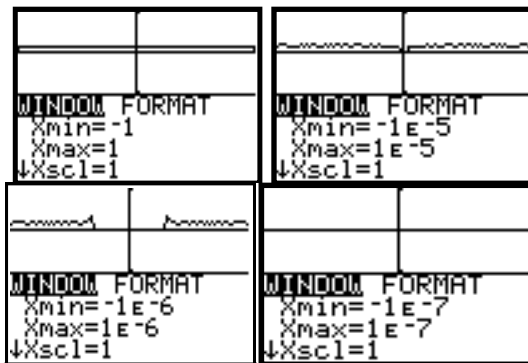 WINDOW FORMAT
Xmin=-1
Xmax=1
↓Xscl=1
WINDOW FORMAT
Xmin=-1ᴇ-5
Xmax=1ᴇ-5
↓Xscl=1
WINDOW FORMAT
Xmin=-1ᴇ-6
Xmax=1ᴇ-6
↓Xscl=1
WINDOW FORMAT
Xmin=-1ᴇ-7
Xmax=1ᴇ-7
↓Xscl=1